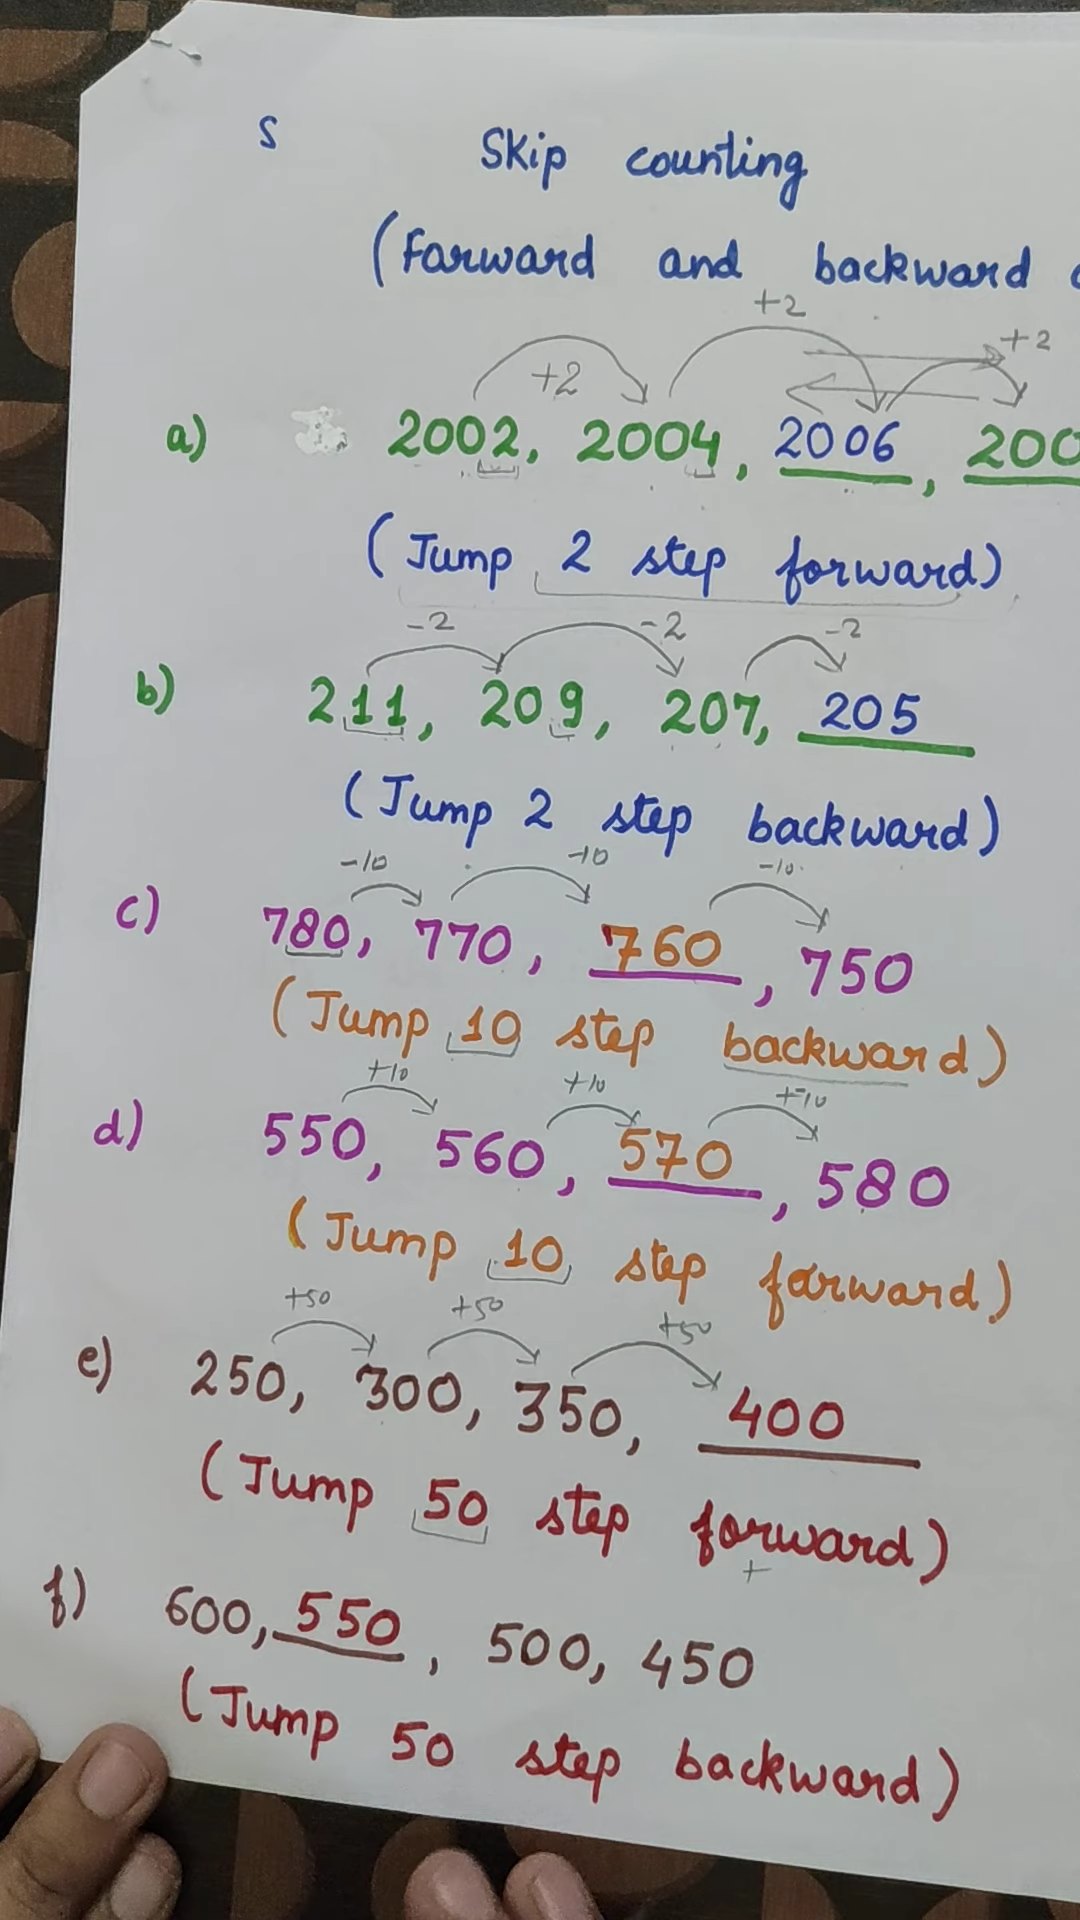 S
Skip counting
(Forward and backward
+2 +2 +2
a) 2002, 2004, 2006, 200
(Jump 2 step forward)
-2 -2 -2
b) 211, 209, 207, 205
(Jump 2 step backward)
-10 -10 -10
c) 780, 770, 760, 750
(Jump 10 step backward)
+10 +10 +10
d) 550, 560, 570, 580
(Jump 10 step forward)
+50 +50 +50
e) 250, 300, 350, 400
(Jump 50 step forward)
+
f) 600, 550, 500, 450
(Jump 50 step backward)